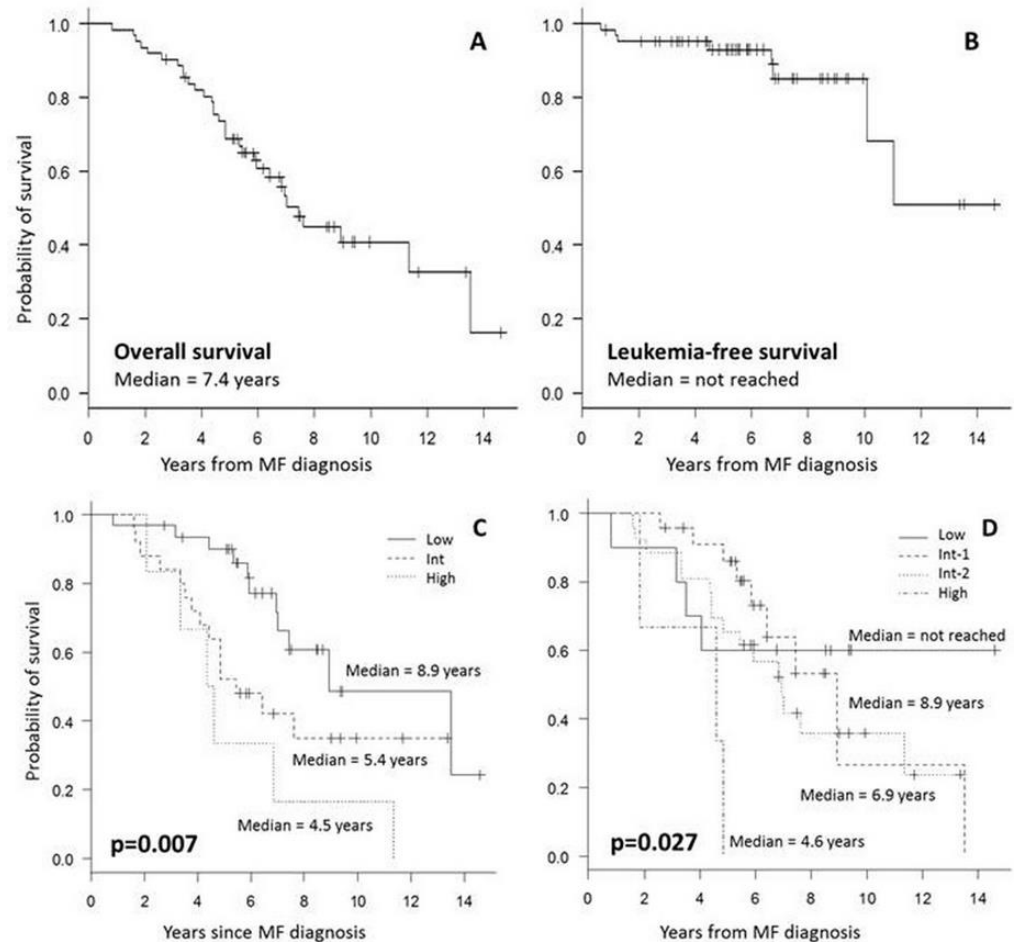 A
Probability of survival
1.0
0.8
0.6
0.4
0.2
0.0
Overall survival
Median = 7.4 years
0 2 4 6 8 10 12 14
Years from MF diagnosis
B
1.0
0.8
0.6
0.4
0.2
0.0
Leukemia-free survival
Median = not reached
0 2 4 6 8 10 12 14
Years from MF diagnosis
C
Probability of survival
1.0
0.8
0.6
0.4
0.2
0.0
Low
Int
High
Median = 8.9 years
Median = 5.4 years
Median = 4.5 years
p=0.007
0 2 4 6 8 10 12 14
Years since MF diagnosis
D
1.0
0.8
0.6
0.4
0.2
0.0
Low
Int-1
Int-2
High
Median = not reached
Median = 8.9 years
Median = 6.9 years
Median = 4.6 years
p=0.027
0 2 4 6 8 10 12 14
Years from MF diagnosis